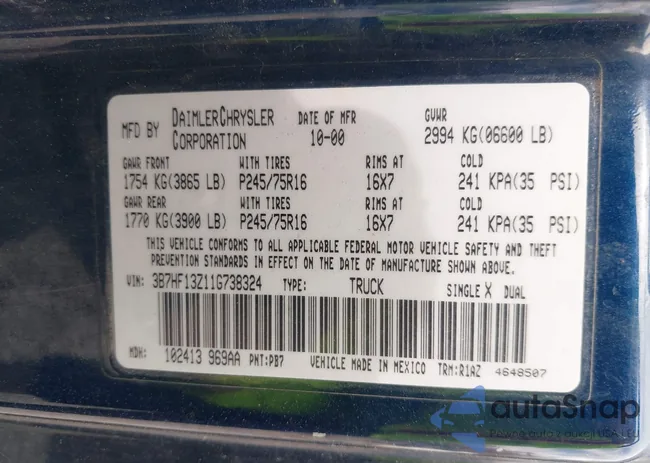 MFD BY DAIMLERCHRYSLER CORPORATION DATE OF MFR 10-00 GVWR 2994 KG(06600 LB)
GAWR FRONT WITH TIRES RIMS AT COLD
1754 KG(3865 LB) P245/75R16 16X7 241 KPA(35 PSI)
GAWR REAR WITH TIRES RIMS AT COLD
1770 KG(3900 LB) P245/75R16 16X7 241 KPA(35 PSI)
THIS VEHICLE CONFORMS TO ALL APPLICABLE FEDERAL MOTOR VEHICLE SAFETY AND THEFT
PREVENTION STANDARDS IN EFFECT ON THE DATE OF MANUFACTURE SHOWN ABOVE.
VIN: 3B7HF13Z11G738324 TYPE: TRUCK SINGLE X DUAL
MDH: 102413 969AA PNT:PB7 VEHICLE MADE IN MEXICO TRM:R1AZ 4648507
autoSnap